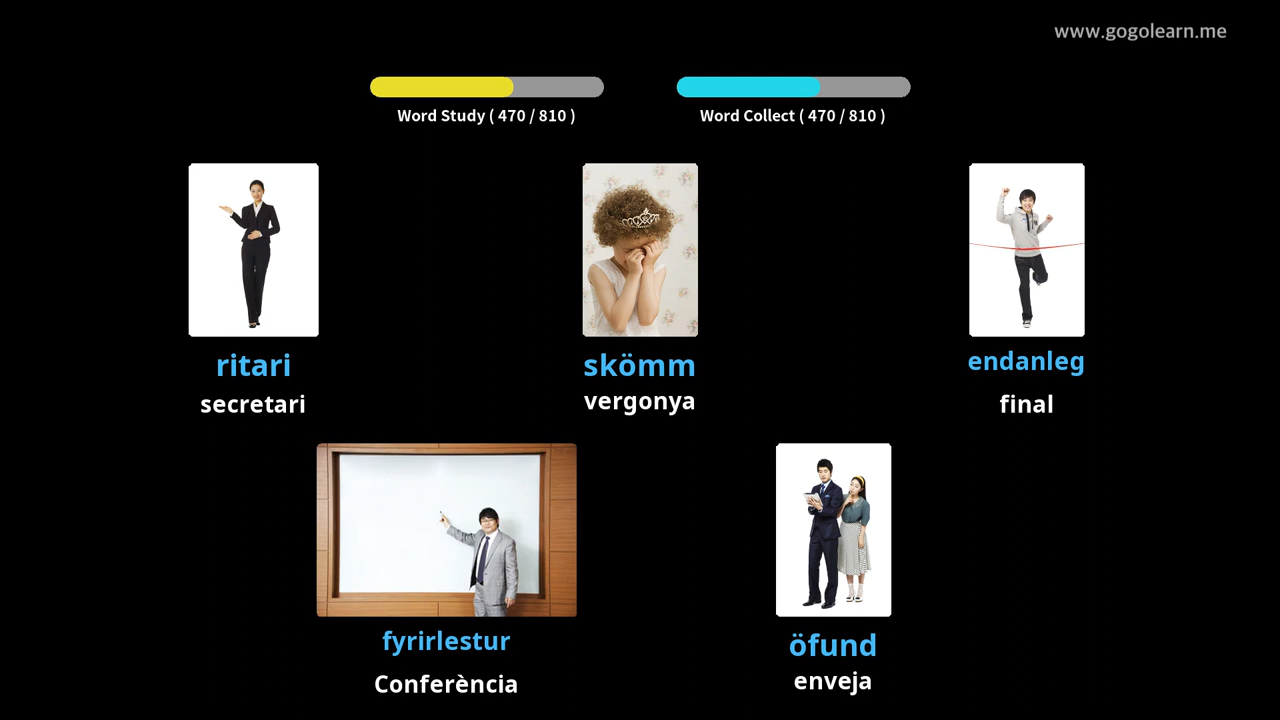 www.gogolearn.me
Word Study ( 470 / 810 )
Word Collect ( 470 / 810 )
ritari
secretari
skömm
vergonya
endanleg
final
fyrirlestur
Conferència
öfund
enveja